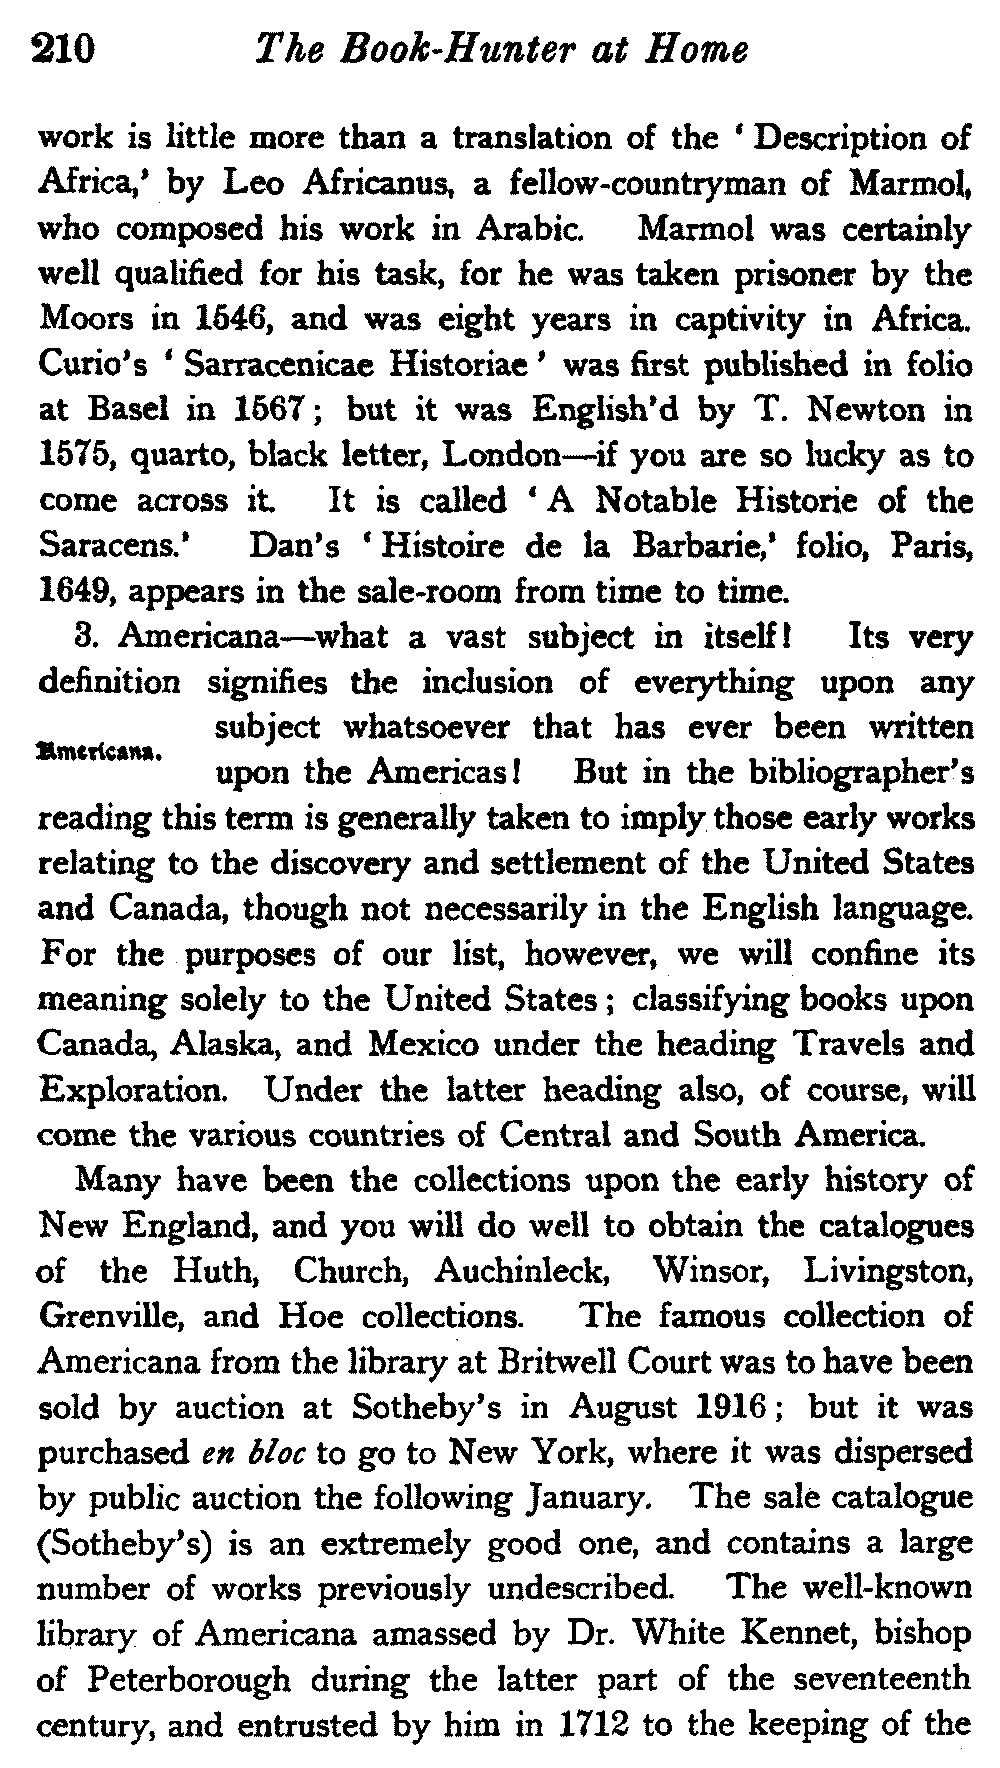 210 The Book-Hunter at Home
work is little more than a translation of the ‘ Description of
Africa,’ by Leo Africanus, a fellow-countryman of Marmol,
who composed his work in Arabic. Marmol was certainly
well qualified for his task, for he was taken prisoner by the
Moors in 1546, and was eight years in captivity in Africa.
Curio’s ‘ Sarracenicae Historiae ’ was first published in folio
at Basel in 1567 ; but it was English’d by T. Newton in
1575, quarto, black letter, London—if you are so lucky as to
come across it. It is called ‘ A Notable Historie of the
Saracens.’ Dan’s ‘ Histoire de la Barbarie,’ folio, Paris,
1649, appears in the sale-room from time to time.
3. Americana—what a vast subject in itself! Its very
definition signifies the inclusion of everything upon any
subject whatsoever that has ever been written
Americana.
upon the Americas! But in the bibliographer’s
reading this term is generally taken to imply those early works
relating to the discovery and settlement of the United States
and Canada, though not necessarily in the English language.
For the purposes of our list, however, we will confine its
meaning solely to the United States ; classifying books upon
Canada, Alaska, and Mexico under the heading Travels and
Exploration. Under the latter heading also, of course, will
come the various countries of Central and South America.
Many have been the collections upon the early history of
New England, and you will do well to obtain the catalogues
of the Huth, Church, Auchinleck, Winsor, Livingston,
Grenville, and Hoe collections. The famous collection of
Americana from the library at Britwell Court was to have been
sold by auction at Sotheby’s in August 1916 ; but it was
purchased en bloc to go to New York, where it was dispersed
by public auction the following January. The sale catalogue
(Sotheby’s) is an extremely good one, and contains a large
number of works previously undescribed. The well-known
library of Americana amassed by Dr. White Kennet, bishop
of Peterborough during the latter part of the seventeenth
century, and entrusted by him in 1712 to the keeping of the